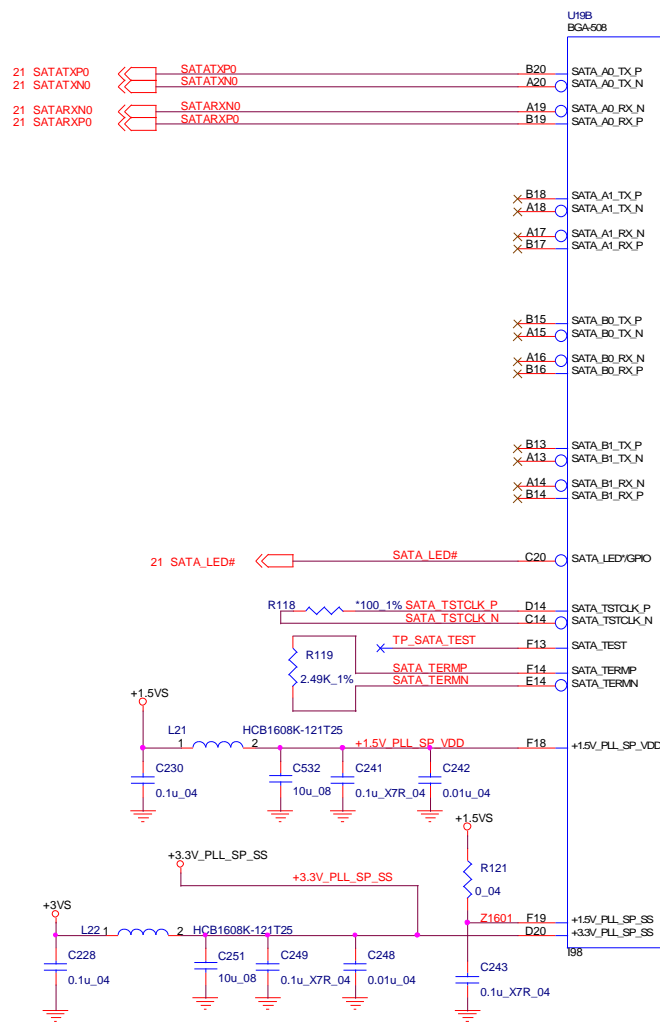 U19B
BGA-508
21 SATATXP0 SATATXP0 B20 SATA_A0_TX_P
21 SATATXN0 SATATXN0 A20 SATA_A0_TX_N
21 SATARXN0 SATARXN0 A19 SATA_A0_RX_N
21 SATARXP0 SATARXP0 B19 SATA_A0_RX_P
B18 SATA_A1_TX_P
A18 SATA_A1_TX_N
A17 SATA_A1_RX_N
B17 SATA_A1_RX_P
B15 SATA_B0_TX_P
A15 SATA_B0_TX_N
A16 SATA_B0_RX_N
B16 SATA_B0_RX_P
B13 SATA_B1_TX_P
A13 SATA_B1_TX_N
A14 SATA_B1_RX_N
B14 SATA_B1_RX_P
21 SATA_LED# SATA_LED# C20 SATA_LED*/GPIO
R118 *100_1% SATA_TSTCLK_P D14 SATA_TSTCLK_P
SATA_TSTCLK_N C14 SATA_TSTCLK_N
TP_SATA_TEST F13 SATA_TEST
R119
2.49K_1%
SATA_TERMP F14 SATA_TERMP
SATA_TERMN E14 SATA_TERMN
+1.5VS
L21 HCB1608K-121T25
1 2 +1.5V_PLL_SP_VDD F18 +1.5V_PLL_SP_VDD
C230 C532 C241 C242
0.1u_04 10u_08 0.1u_X7R_04 0.01u_04
+1.5VS
+3.3V_PLL_SP_SS
R121
0_04
+3.3V_PLL_SP_SS
+3VS
Z1601 F19 +1.5V_PLL_SP_SS
L22 1 2 HCB1608K-121T25 D20 +3.3V_PLL_SP_SS
I98
C228 C251 C249 C248 C243
0.1u_04 10u_08 0.1u_X7R_04 0.01u_04 0.1u_X7R_04